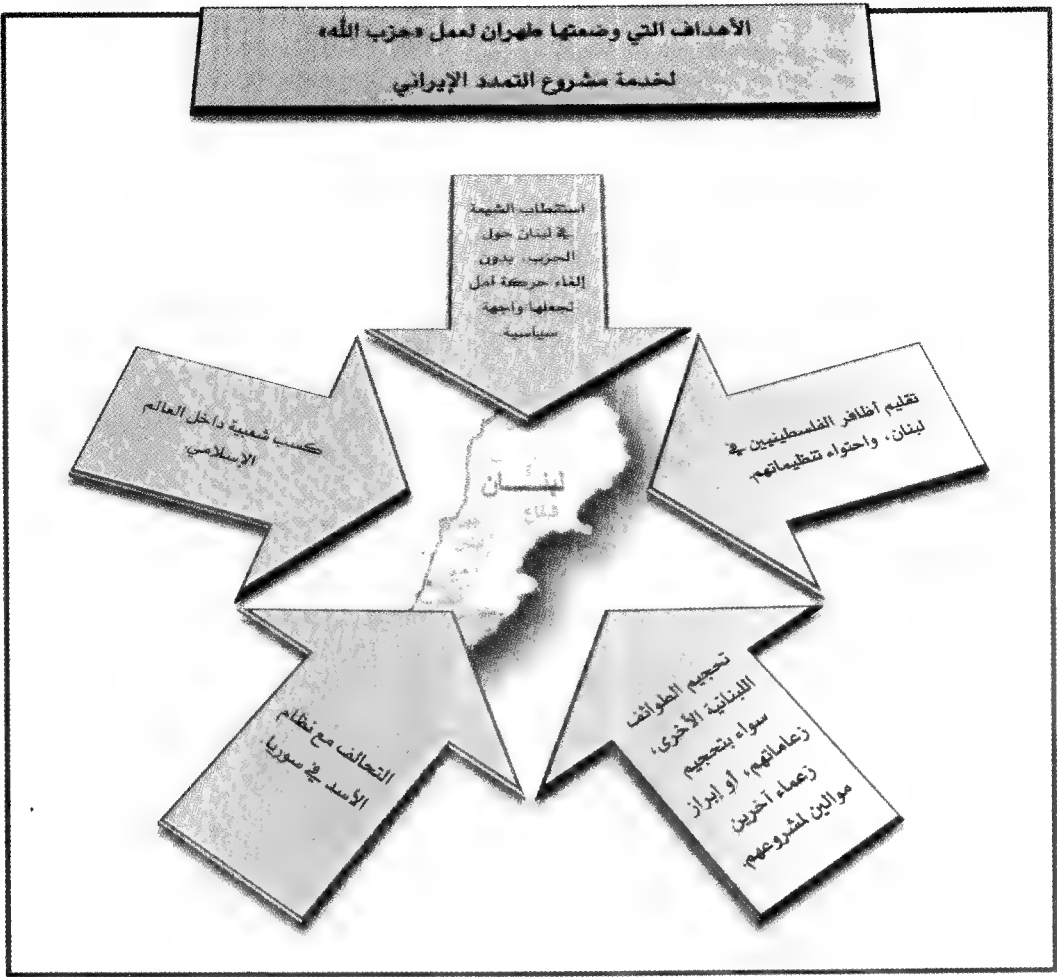 الأهداف التي وضعتها طهران لعمل «حزب الله»
لخدمة مشروع التمدد الإيراني
استقطاب الشيعة
في لبنان حول
الحزب، بدون
إلغاء حركة أمل
لجعلها واجهة
سياسية
تقليم أظافر الفلسطينيين في
لبنان، واحتواء تنظيماتهم.
تحجيم الطوائف
اللبنانية الأخرى،
سواء بتحجيم
زعاماتهم، أو إبراز
زعماء آخرين
موالين لمشروعهم.
التحالف مع نظام
الأسد في سوريا.
كسب شعبية داخل العالم
الإسلامي
لبنــــان